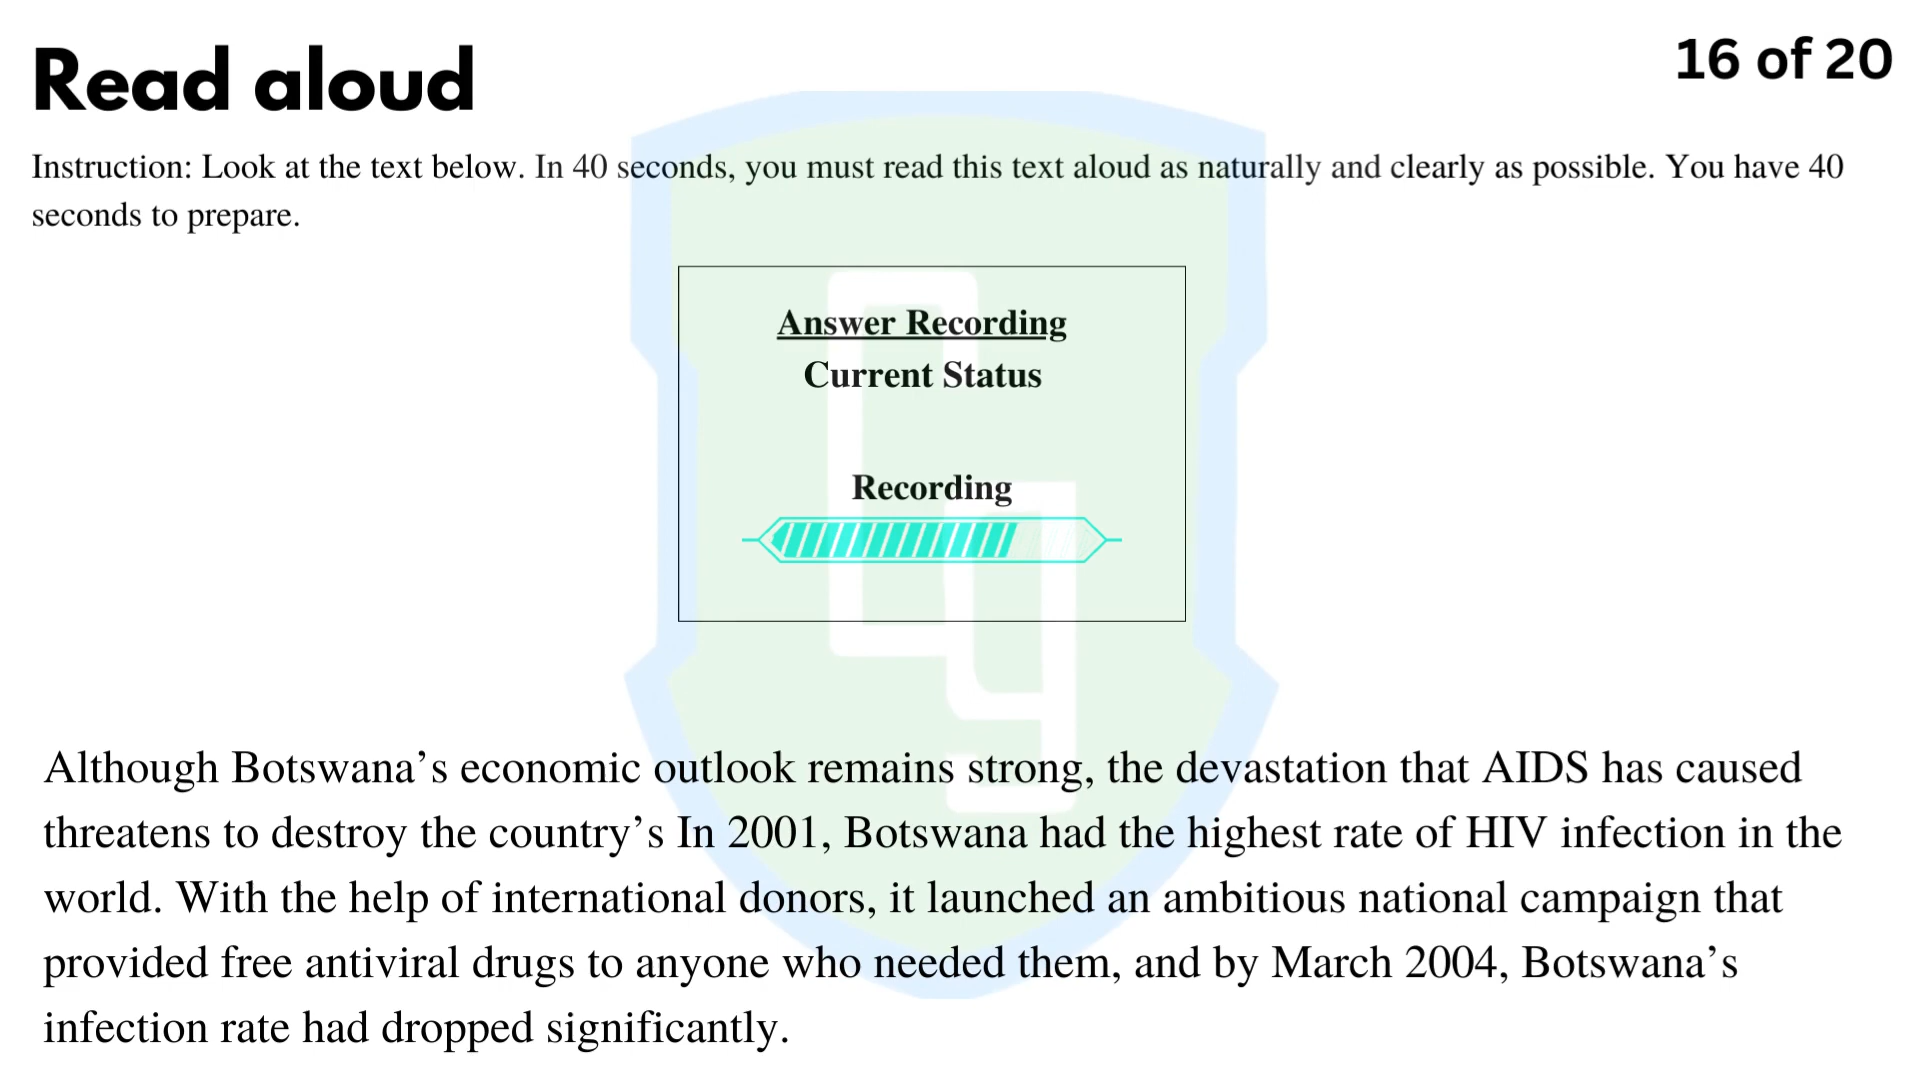 Read aloud
16 of 20
Instruction: Look at the text below. In 40 seconds, you must read this text aloud as naturally and clearly as possible. You have 40
seconds to prepare.
Answer Recording
Current Status
Recording
Although Botswana’s economic outlook remains strong, the devastation that AIDS has caused
threatens to destroy the country’s In 2001, Botswana had the highest rate of HIV infection in the
world. With the help of international donors, it launched an ambitious national campaign that
provided free antiviral drugs to anyone who needed them, and by March 2004, Botswana’s
infection rate had dropped significantly.